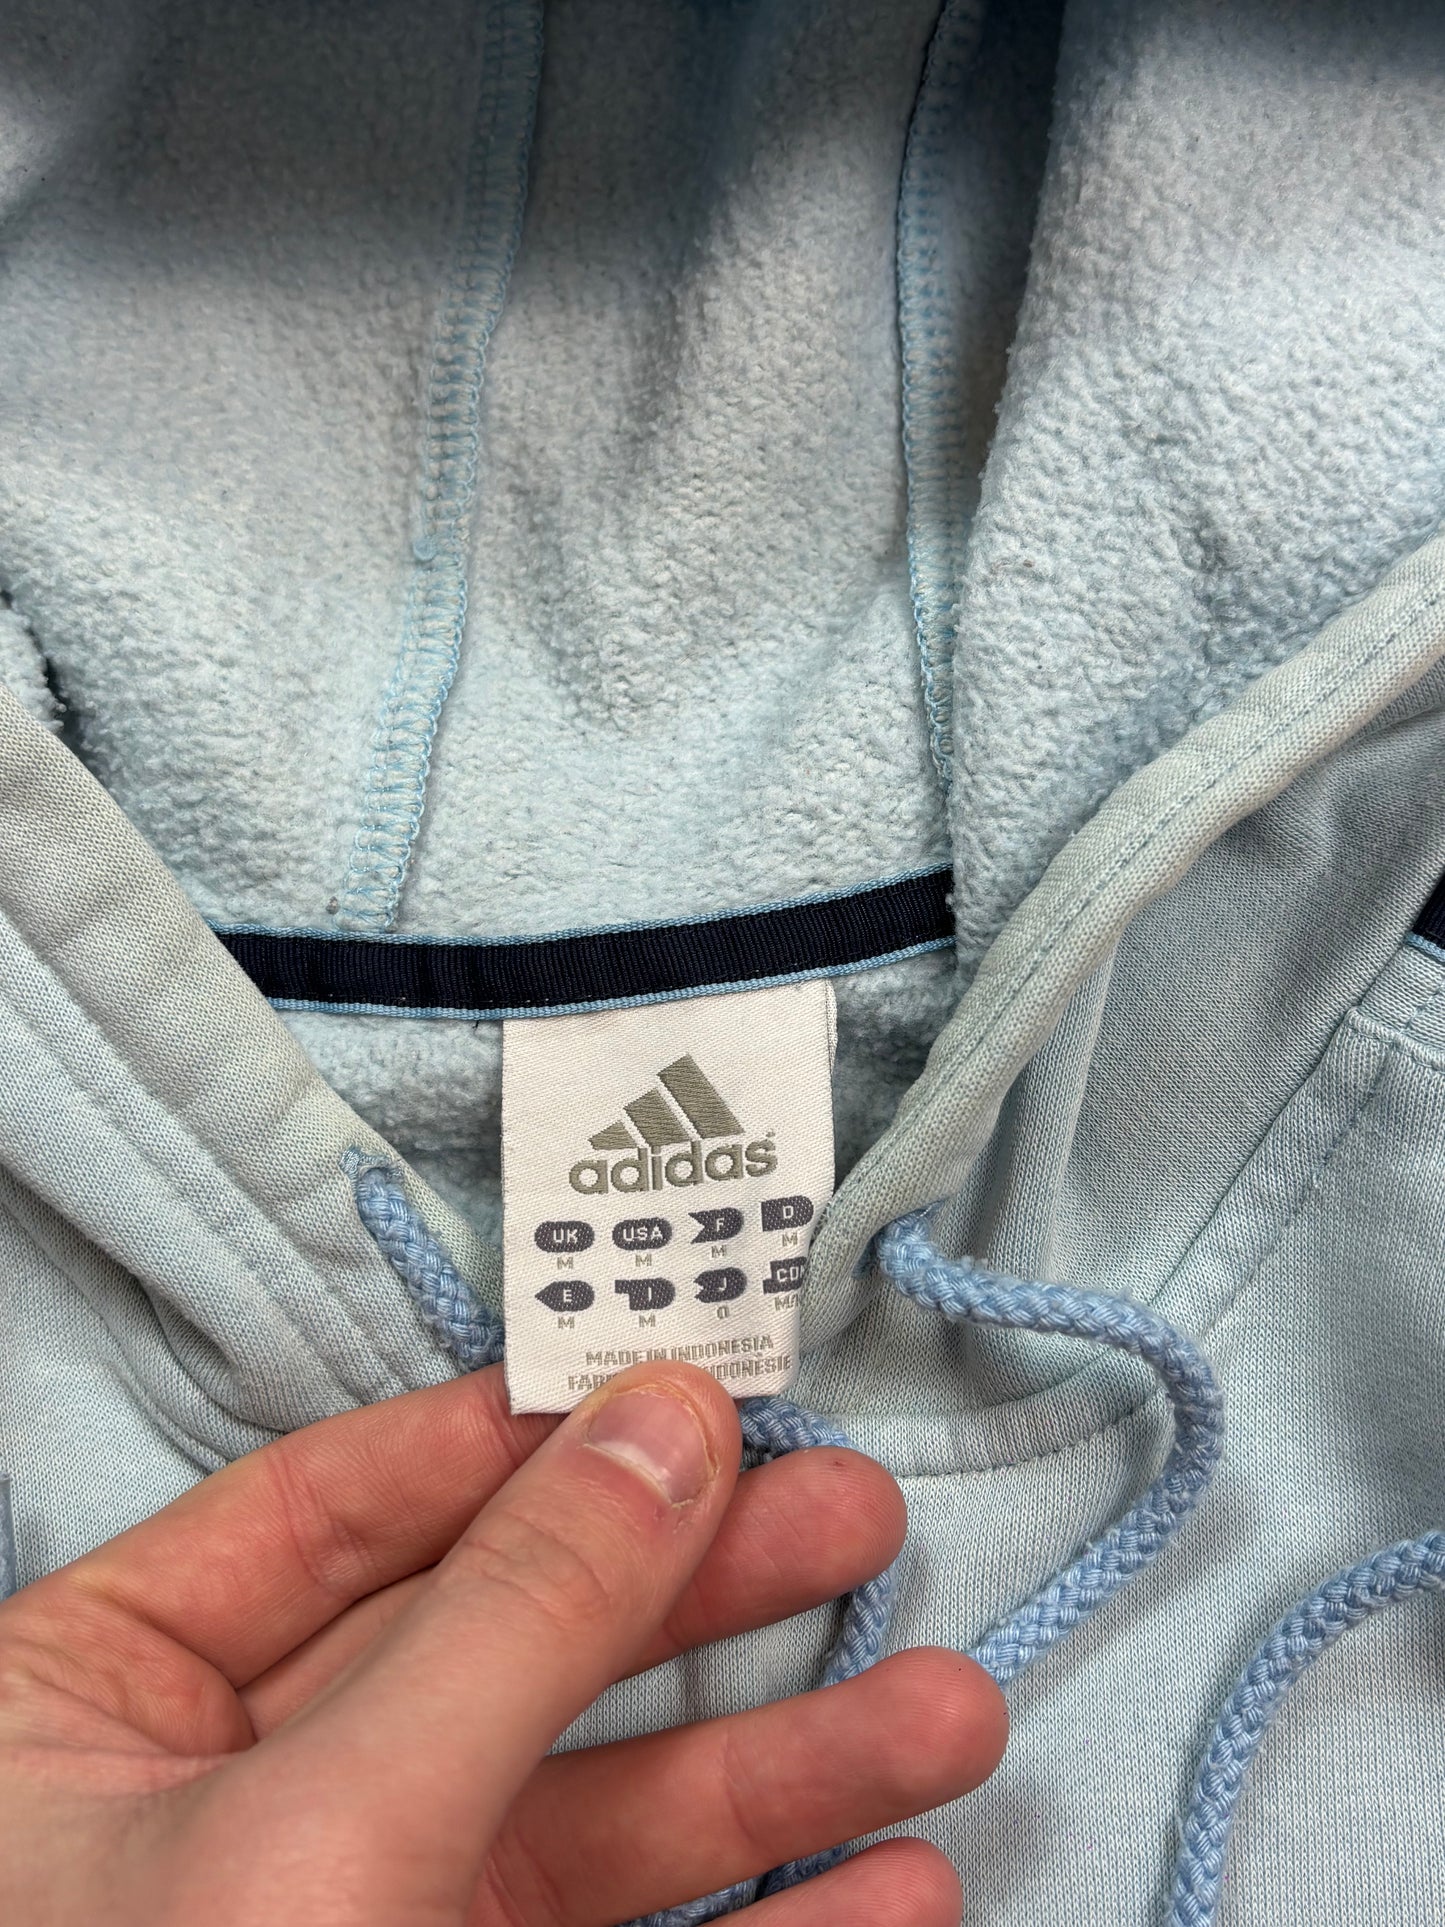 adidas®
UK USA F D
M M M M
E I J
M M O
MADE IN INDONESIA